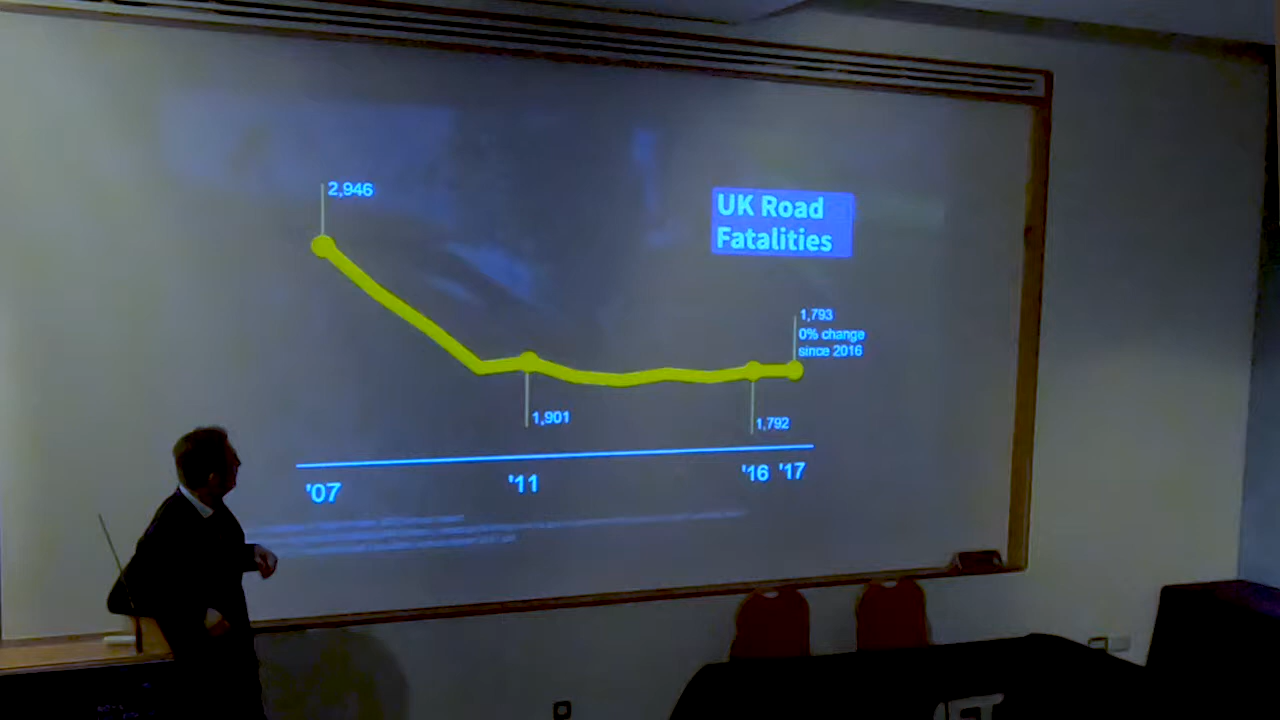 2,946
UK Road
Fatalities
1,793
0% change
since 2016
1,901
1,792
'07
'11
'16
'17